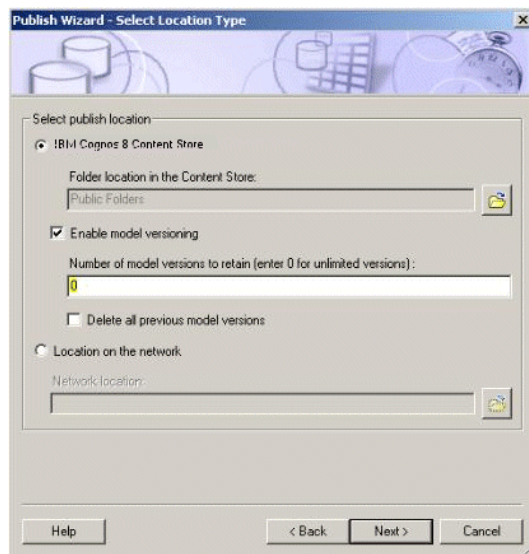 Publish Wizard - Select Location Type
Select publish location
IBM Cognos 8 Content Store
Folder location in the Content Store:
Public Folders
Enable model versioning
Number of model versions to retain (enter 0 for unlimited versions) :
0
Delete all previous model versions
Location on the network
Network location:
Help
< Back
Next >
Cancel